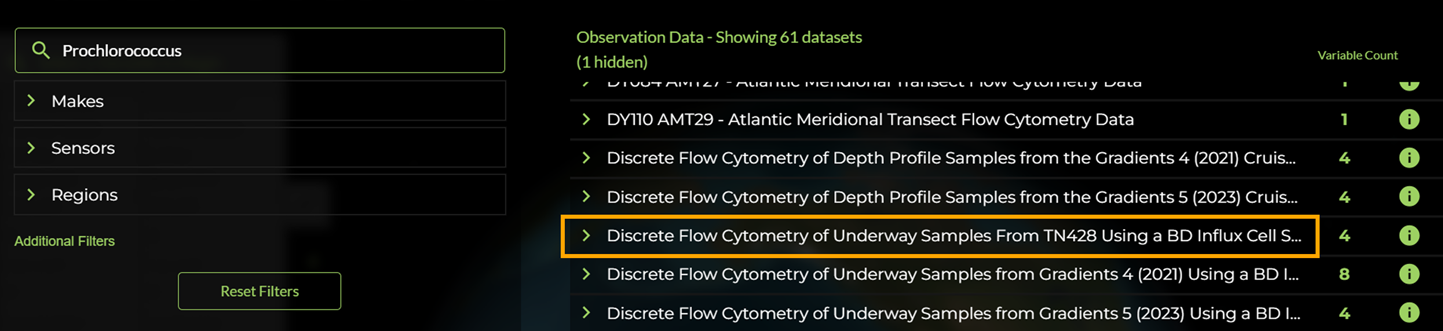 Prochlorococcus
Makes
Sensors
Regions
Additional Filters
Reset Filters
Observation Data - Showing 61 datasets
(1 hidden)
Variable Count
DY084 AMT27 - Atlantic Meridional Transect Flow Cytometry Data 1
DY110 AMT29 - Atlantic Meridional Transect Flow Cytometry Data 1
Discrete Flow Cytometry of Depth Profile Samples from the Gradients 4 (2021) Cruis... 4
Discrete Flow Cytometry of Depth Profile Samples from the Gradients 5 (2023) Cruis... 4
Discrete Flow Cytometry of Underway Samples From TN428 Using a BD Influx Cell S... 4
Discrete Flow Cytometry of Underway Samples from Gradients 4 (2021) Using a BD I... 8
Discrete Flow Cytometry of Underway Samples from Gradients 5 (2023) Using a BD I... 4